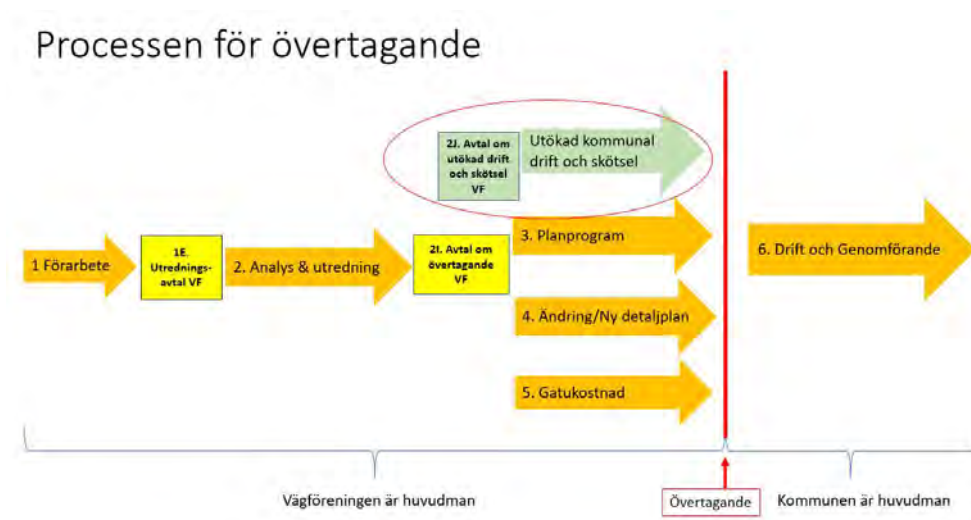 Processen för övertagande
2J. Avtal om
utökad drift
och skötsel
VF
Utökad kommunal
drift och skötsel
1 Förarbete
1E.
Utrednings-
avtal VF
2. Analys & utredning
2I. Avtal om
övertagande
VF
3. Planprogram
4. Ändring/Ny detaljplan
5. Gatukostnad
6. Drift och Genomförande
Vägföreningen är huvudman
Övertagande
Kommunen är huvudman